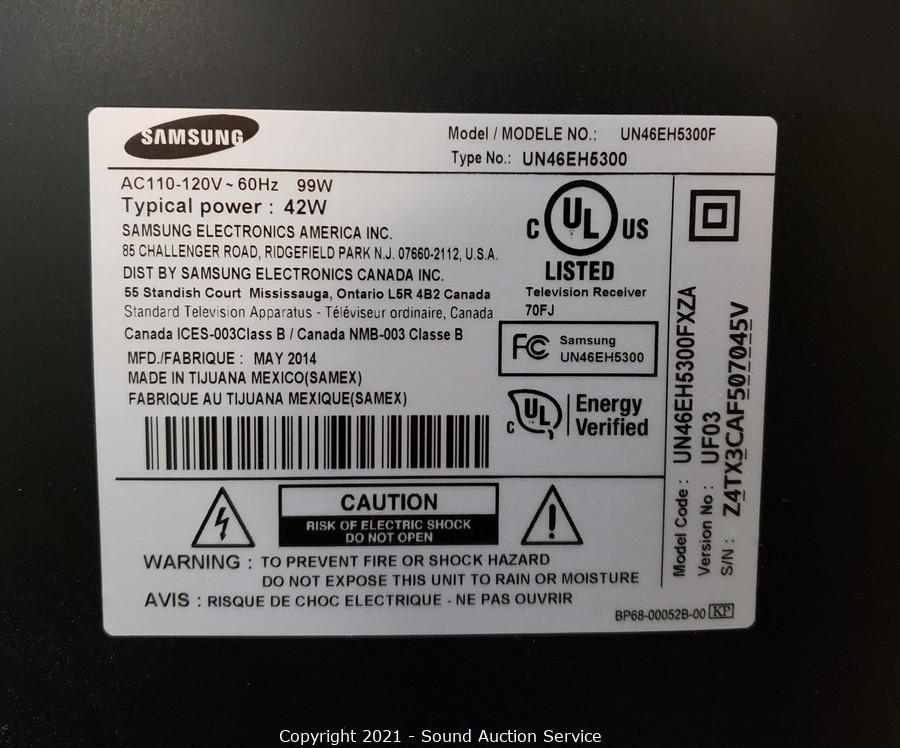 SAMSUNG
Model / MODELE NO.: UN46EH5300F
Type No.: UN46EH5300
AC110-120V ~ 60Hz 99W
Typical power : 42W
SAMSUNG ELECTRONICS AMERICA INC.
85 CHALLENGER ROAD, RIDGEFIELD PARK N.J. 07660-2112, U.S.A.
DIST BY SAMSUNG ELECTRONICS CANADA INC.
55 Standish Court Mississauga, Ontario L5R 4B2 Canada
Standard Television Apparatus - Téléviseur ordinaire, Canada
Canada ICES-003Class B / Canada NMB-003 Classe B
MFD./FABRIQUE : MAY 2014
MADE IN TIJUANA MEXICO(SAMEX)
FABRIQUE AU TIJUANA MEXIQUE(SAMEX)
C UL US
LISTED
Television Receiver
70FJ
FC Samsung
UN46EH5300
C UL Energy
Verified
Model Code : UN46EH5300FXZA
Version No : UF03
S/N : Z4TX3CAF507045V
CAUTION
RISK OF ELECTRIC SHOCK
DO NOT OPEN
WARNING : TO PREVENT FIRE OR SHOCK HAZARD
DO NOT EXPOSE THIS UNIT TO RAIN OR MOISTURE
AVIS : RISQUE DE CHOC ELECTRIQUE - NE PAS OUVRIR
BP68-00052B-00 KP
Copyright 2021 - Sound Auction Service